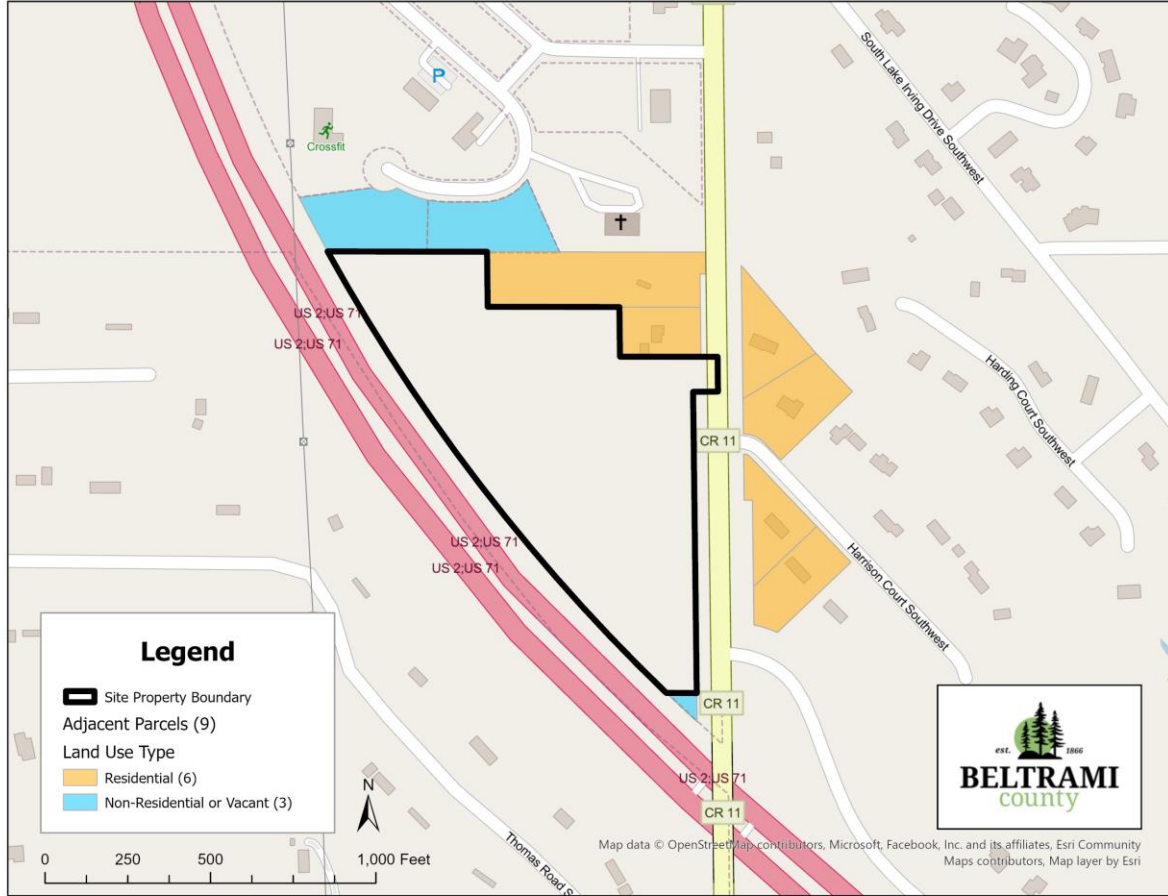 South Lake Irving Drive Southwest
P
Crossfit
US 2;US 71
US 2;US 71
Harding Court Southwest
CR 11
US 2;US 71
US 2;US 71
Harrison Court Southwest
Legend
Site Property Boundary
Adjacent Parcels (9)
Land Use Type
Residential (6)
Non-Residential or Vacant (3)
N
CR 11
est. 1866
BELTRAMI
county
US 2;US 71
CR 11
Thomas Road S
Map data © OpenStreetMap contributors, Microsoft, Facebook, Inc. and its affiliates, Esri Community
Maps contributors, Map layer by Esri
0 250 500 1,000 Feet